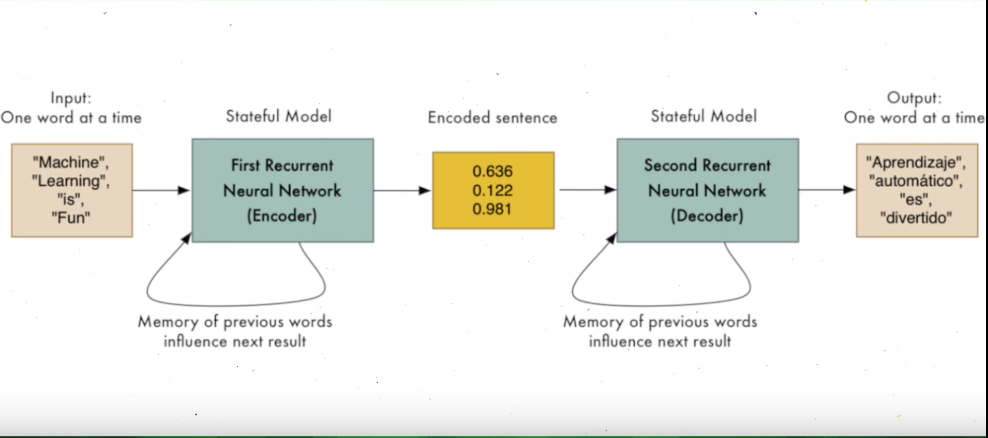 Input:
One word at a time
"Machine",
"Learning",
"is",
"Fun"
Stateful Model
First Recurrent
Neural Network
(Encoder)
Memory of previous words
influence next result
Encoded sentence
0.636
0.122
0.981
Stateful Model
Second Recurrent
Neural Network
(Decoder)
Memory of previous words
influence next result
Output:
One word at a time
"Aprendizaje",
"automático",
"es",
"divertido"